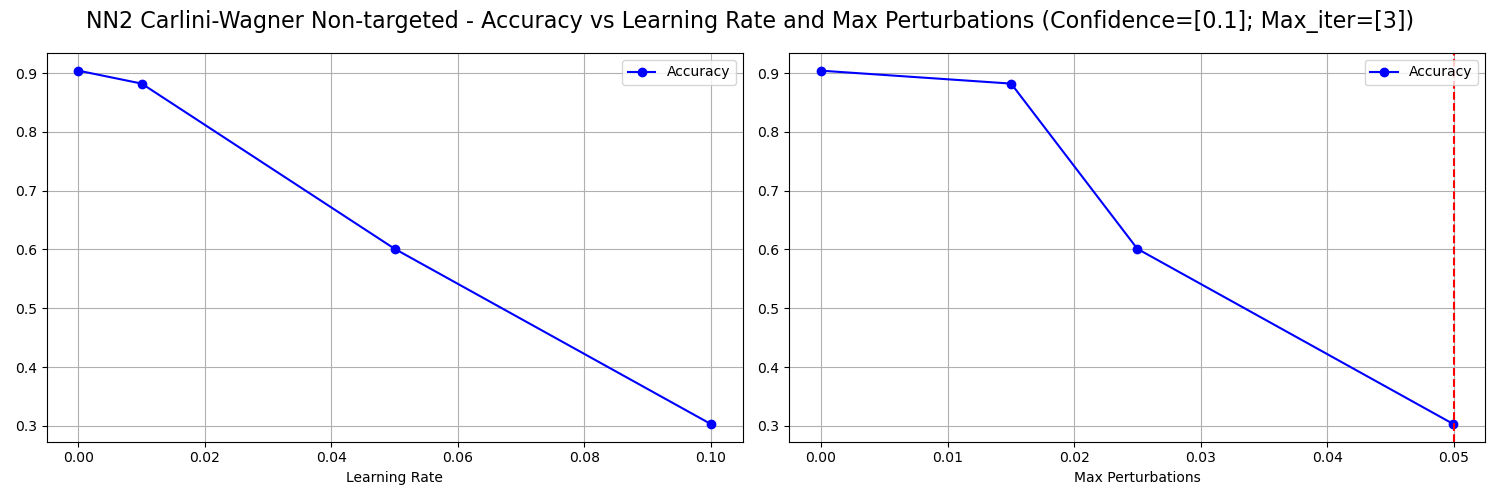 NN2 Carlini-Wagner Non-targeted - Accuracy vs Learning Rate and Max Perturbations (Confidence=[0.1]; Max_iter=[3])
Accuracy
0.9
0.8
0.7
0.6
0.5
0.4
0.3
0.00 0.02 0.04 0.06 0.08 0.10
Learning Rate
Accuracy
0.9
0.8
0.7
0.6
0.5
0.4
0.3
0.00 0.01 0.02 0.03 0.04 0.05
Max Perturbations